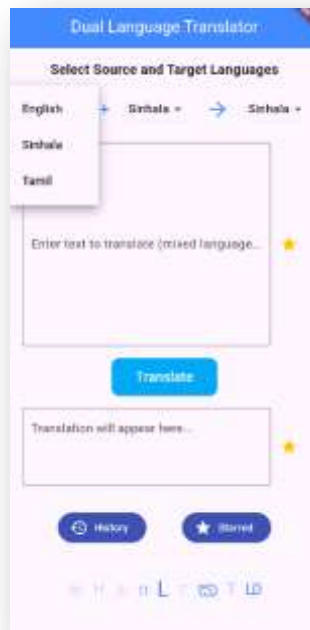 Dual Language Translator
Select Source and Target Languages
English + Sinhala → Sinhala
Sinhala
Tamil
Enter text to translate (mixed language...
Translate
Translation will appear here...
History Starred